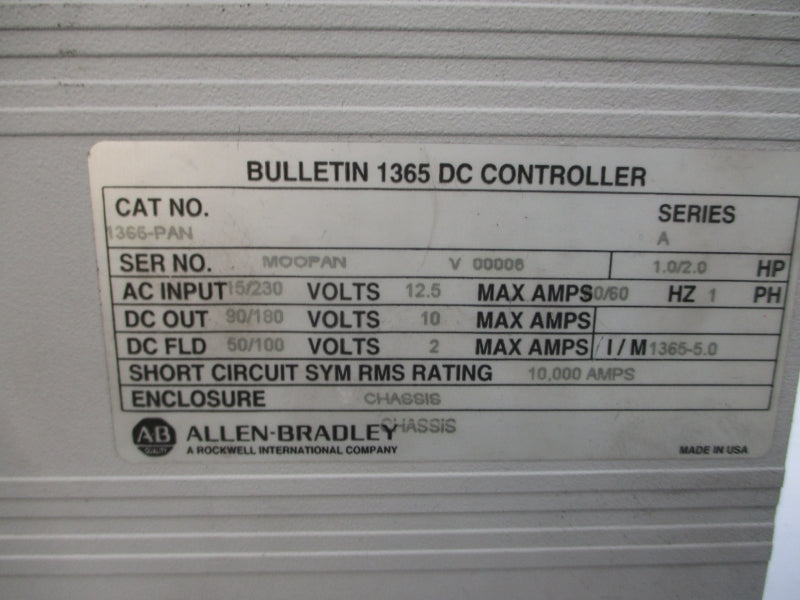 BULLETIN 1365 DC CONTROLLER
CAT NO. SERIES
1365-PAN A
SER NO. MOOPAN V 00006 1.0/2.0 HP
AC INPUT 15/230 VOLTS 12.5 MAX AMPS 0/60 HZ 1 PH
DC OUT 90/180 VOLTS 10 MAX AMPS
DC FLD 50/100 VOLTS 2 MAX AMPS I / M 1365-5.0
SHORT CIRCUIT SYM RMS RATING 10,000 AMPS
ENCLOSURE CHASSIS
CHASSIS
AB QUALITY ALLEN-BRADLEY
A ROCKWELL INTERNATIONAL COMPANY MADE IN USA